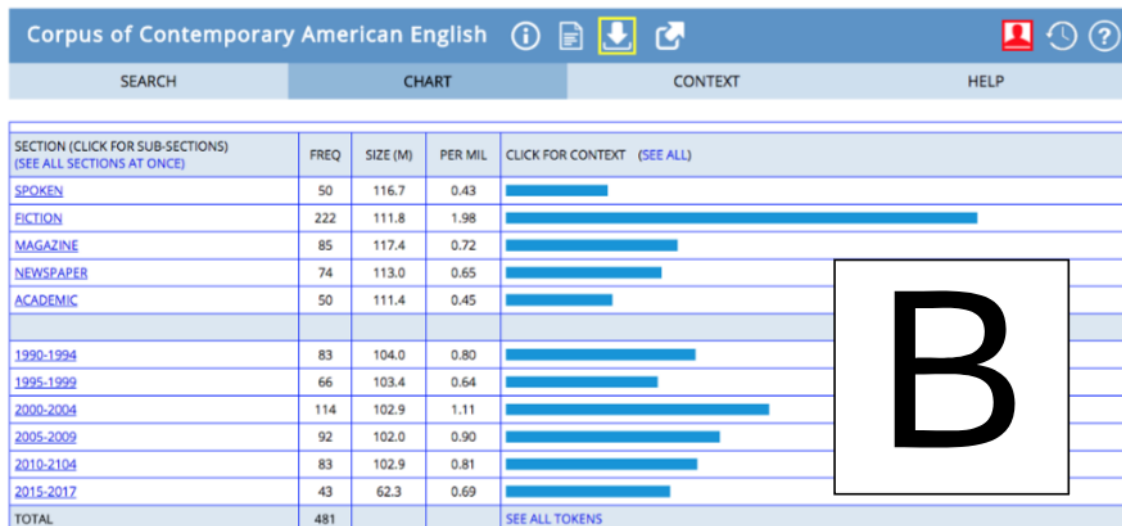 Corpus of Contemporary American English
SEARCH CHART CONTEXT HELP
SECTION (CLICK FOR SUB-SECTIONS)
(SEE ALL SECTIONS AT ONCE) FREQ SIZE (M) PER MIL CLICK FOR CONTEXT (SEE ALL)
SPOKEN 50 116.7 0.43
FICTION 222 111.8 1.98
MAGAZINE 85 117.4 0.72
NEWSPAPER 74 113.0 0.65
ACADEMIC 50 111.4 0.45
1990-1994 83 104.0 0.80
1995-1999 66 103.4 0.64
2000-2004 114 102.9 1.11
2005-2009 92 102.0 0.90
2010-2104 83 102.9 0.81
2015-2017 43 62.3 0.69
TOTAL 481 SEE ALL TOKENS
B